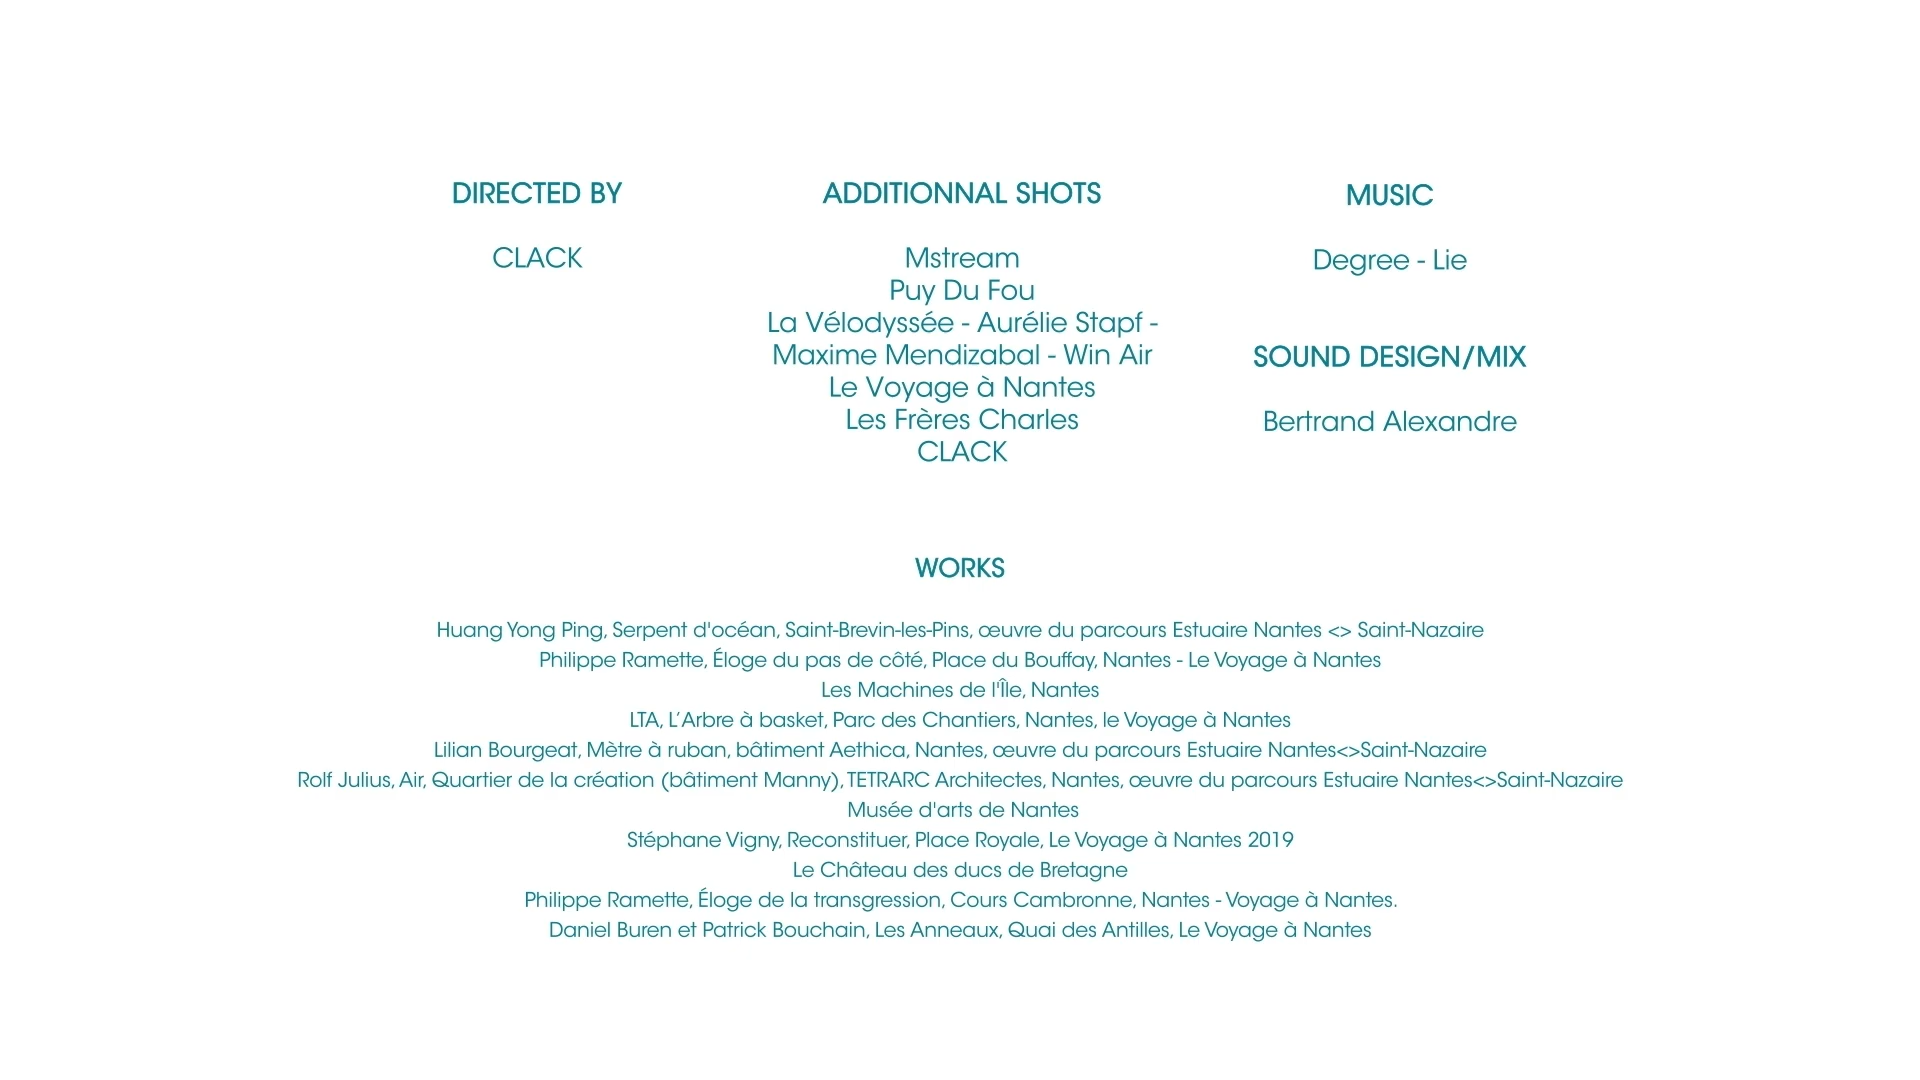 DIRECTED BY
CLACK
ADDITIONNAL SHOTS
Mstream
Puy Du Fou
La Vélodyssée - Aurélie Stapf -
Maxime Mendizabal - Win Air
Le Voyage à Nantes
Les Frères Charles
CLACK
MUSIC
Degree - Lie
SOUND DESIGN/MIX
Bertrand Alexandre
WORKS
Huang Yong Ping, Serpent d'océan, Saint-Brevin-les-Pins, œuvre du parcours Estuaire Nantes <> Saint-Nazaire
Philippe Ramette, Éloge du pas de côté, Place du Bouffay, Nantes - Le Voyage à Nantes
Les Machines de l'Île, Nantes
LTA, L’Arbre à basket, Parc des Chantiers, Nantes, le Voyage à Nantes
Lilian Bourgeat, Mètre à ruban, bâtiment Aethica, Nantes, œuvre du parcours Estuaire Nantes<>Saint-Nazaire
Rolf Julius, Air, Quartier de la création (bâtiment Manny), TETRARC Architectes, Nantes, œuvre du parcours Estuaire Nantes<>Saint-Nazaire
Musée d'arts de Nantes
Stéphane Vigny, Reconstituer, Place Royale, Le Voyage à Nantes 2019
Le Château des ducs de Bretagne
Philippe Ramette, Éloge de la transgression, Cours Cambronne, Nantes - Voyage à Nantes.
Daniel Buren et Patrick Bouchain, Les Anneaux, Quai des Antilles, Le Voyage à Nantes